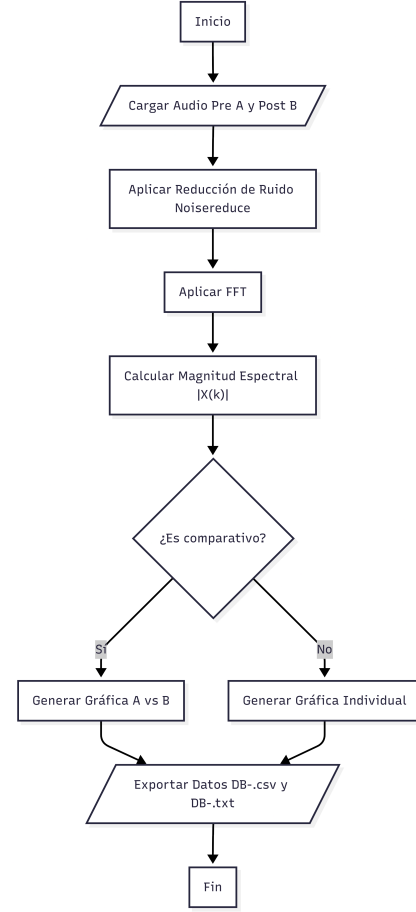 Inicio
Cargar Audio Pre A y Post B
Aplicar Reducción de Ruido
Noisereduce
Aplicar FFT
Calcular Magnitud Espectral
|X(k)|
¿Es comparativo?
Sí
No
Generar Gráfica A vs B
Generar Gráfica Individual
Exportar Datos DB-.csv y
DB-.txt
Fin